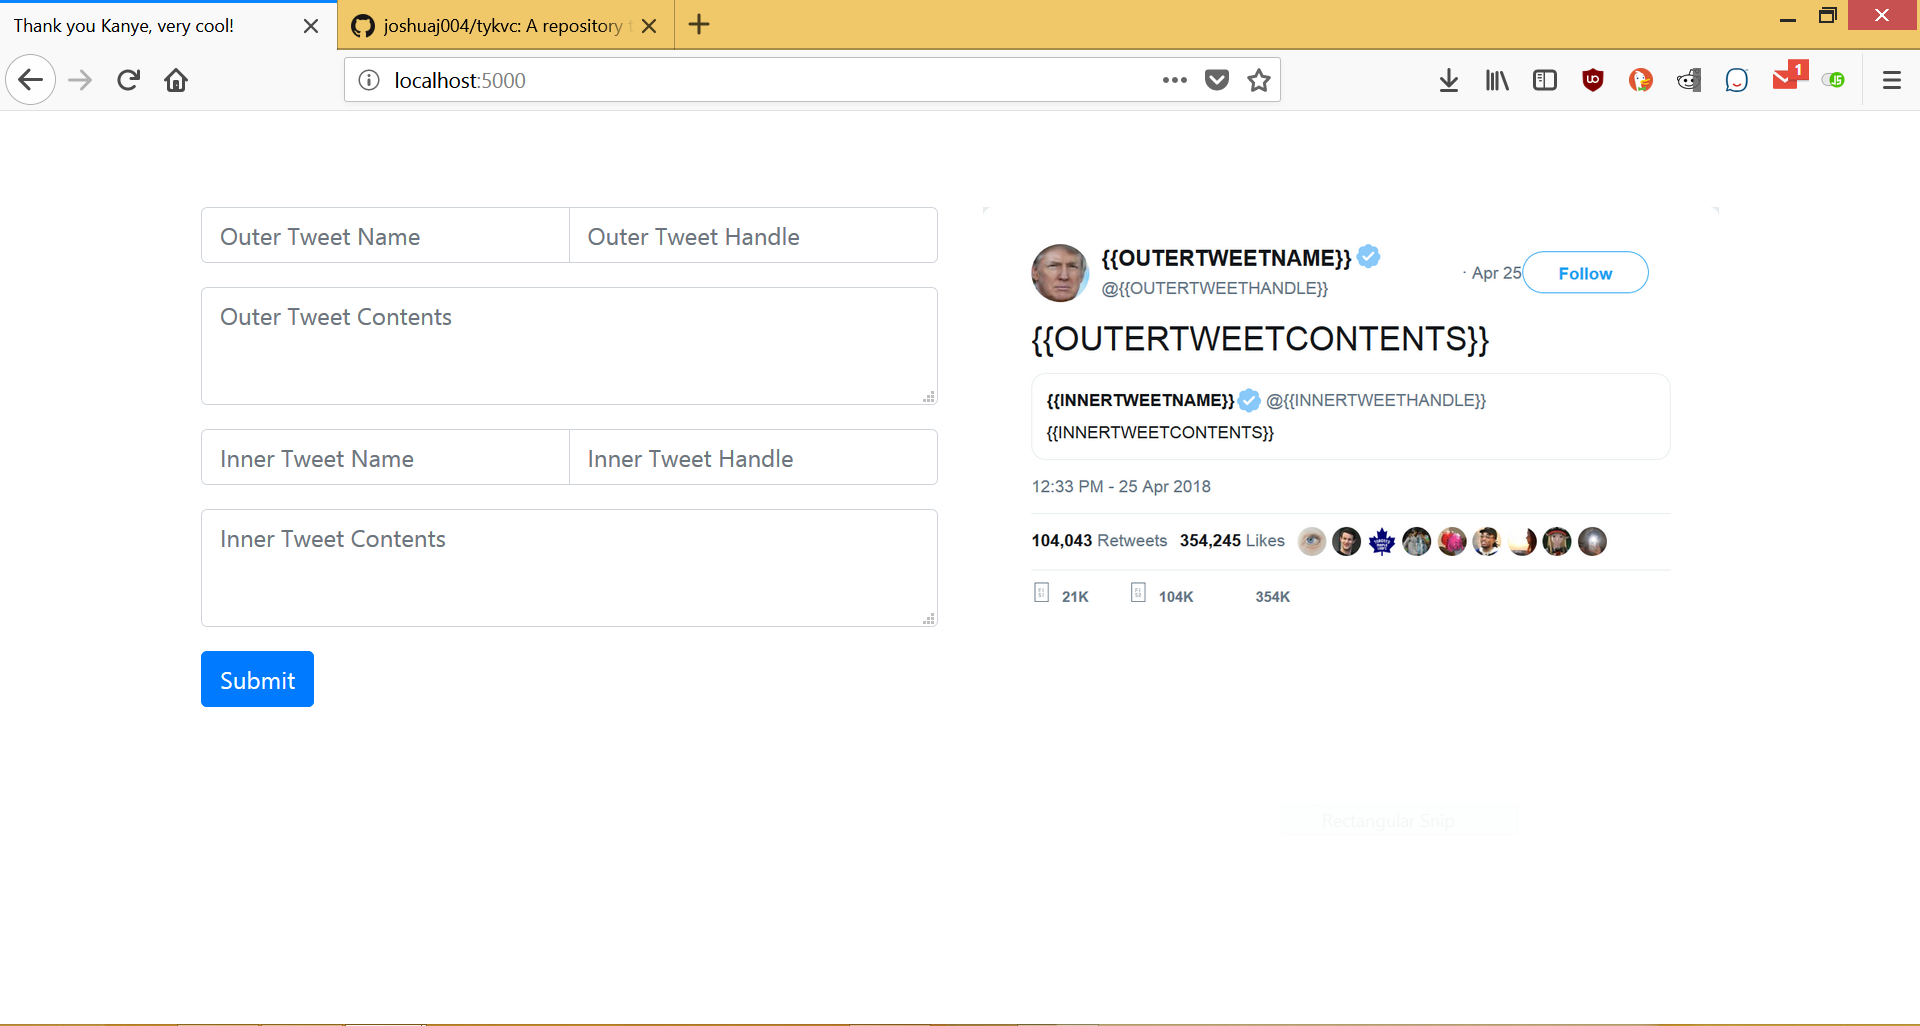 Thank you Kanye, very cool!
joshuaj004/tykvc: A repository
localhost:5000
1
Outer Tweet Name
Outer Tweet Handle
Outer Tweet Contents
Inner Tweet Name
Inner Tweet Handle
Inner Tweet Contents
Submit
{{OUTERTWEETNAME}}
· Apr 25
Follow
@{{OUTERTWEETHANDLE}}
{{OUTERTWEETCONTENTS}}
{{INNERTWEETNAME}} @{{INNERTWEETHANDLE}}
{{INNERTWEETCONTENTS}}
12:33 PM - 25 Apr 2018
104,043 Retweets 354,245 Likes
21K 104K 354K
Rectangular Snip